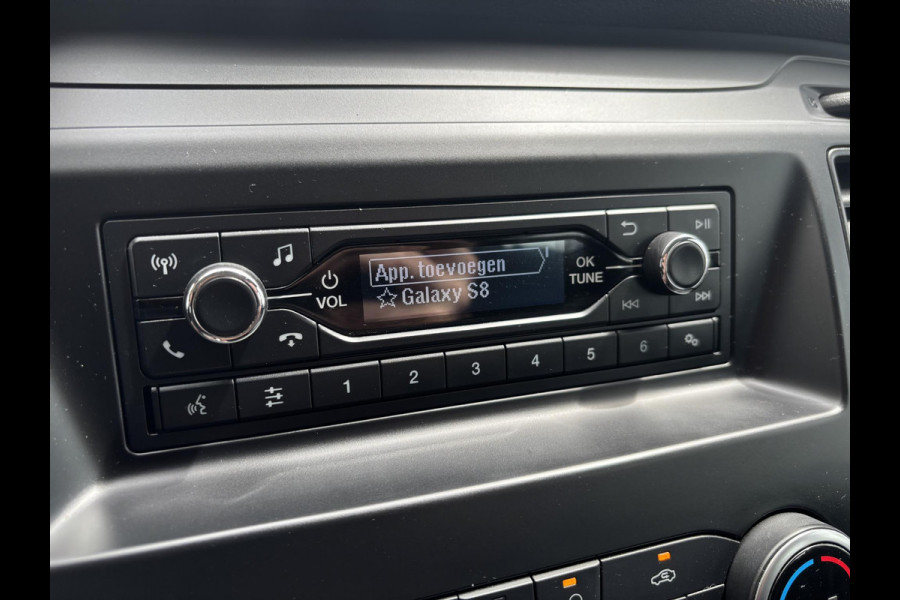 App. toevoegen
Galaxy S8
VOL
OK
TUNE
1 2 3 4 5 6